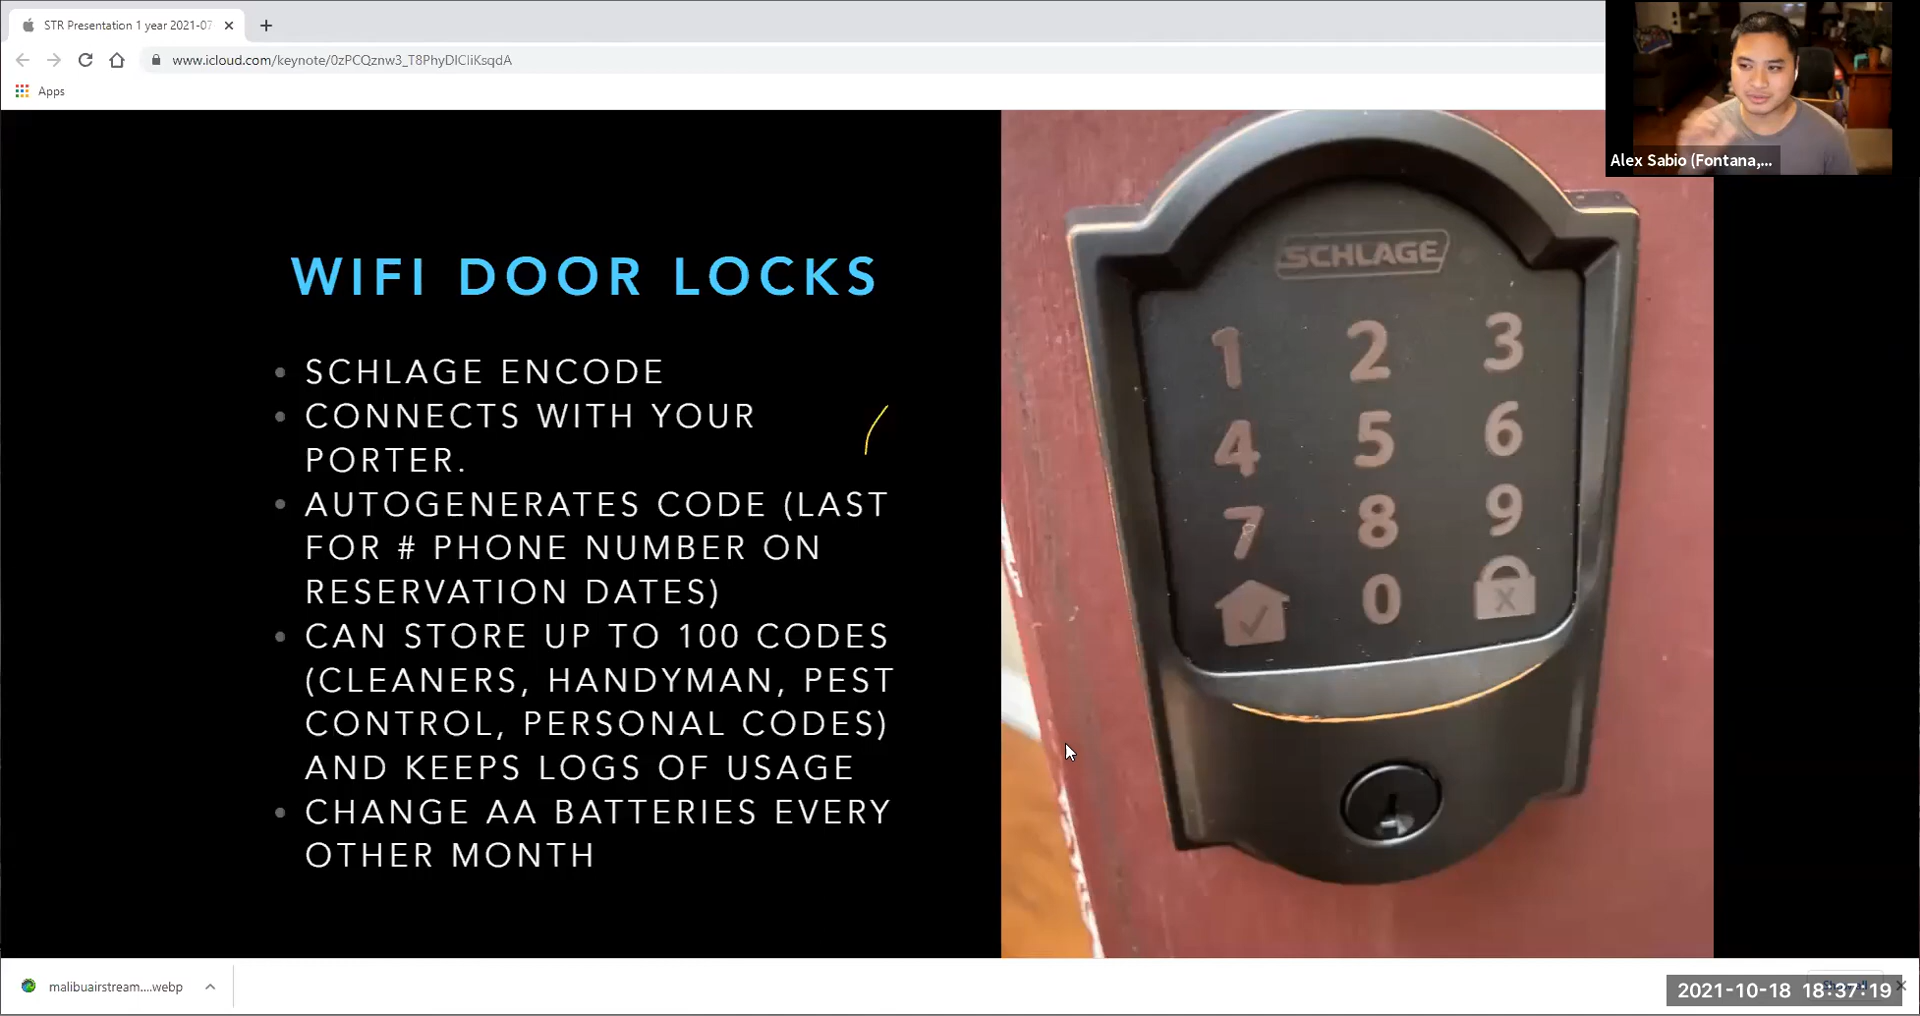 STR Presentation 1 year 2021-07
www.icloud.com/keynote/0zPCQznw3_T8PhyDlCliKsqdA
Apps
Alex Sabio (Fontana,...
WIFI DOOR LOCKS
• SCHLAGE ENCODE
• CONNECTS WITH YOUR
PORTER.
• AUTOGENERATES CODE (LAST
FOR # PHONE NUMBER ON
RESERVATION DATES)
• CAN STORE UP TO 100 CODES
(CLEANERS, HANDYMAN, PEST
CONTROL, PERSONAL CODES)
AND KEEPS LOGS OF USAGE
• CHANGE AA BATTERIES EVERY
OTHER MONTH
SCHLAGE
1 2 3
4 5 6
7 8 9
0 X
malibuairstream....webp
2021-10-18 18:37:19